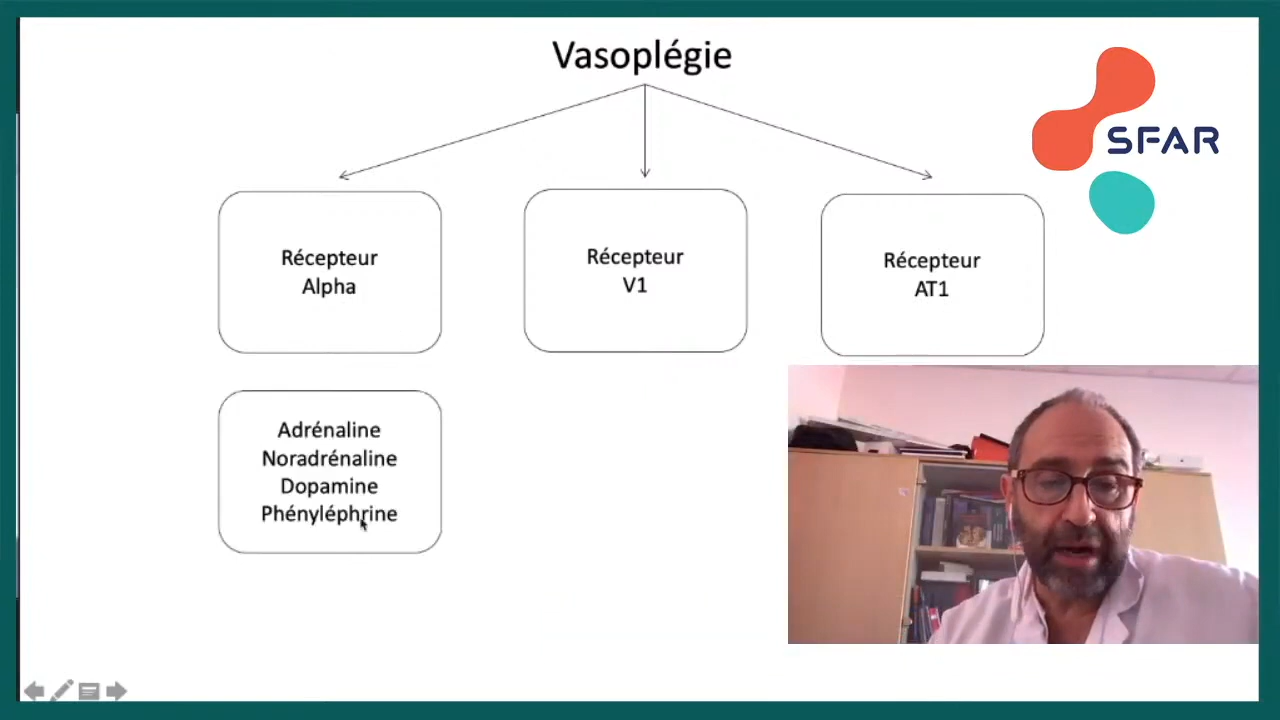 Vasoplégie
SFAR
Récepteur
Alpha
Récepteur
V1
Récepteur
AT1
Adrénaline
Noradrénaline
Dopamine
Phényléphrine